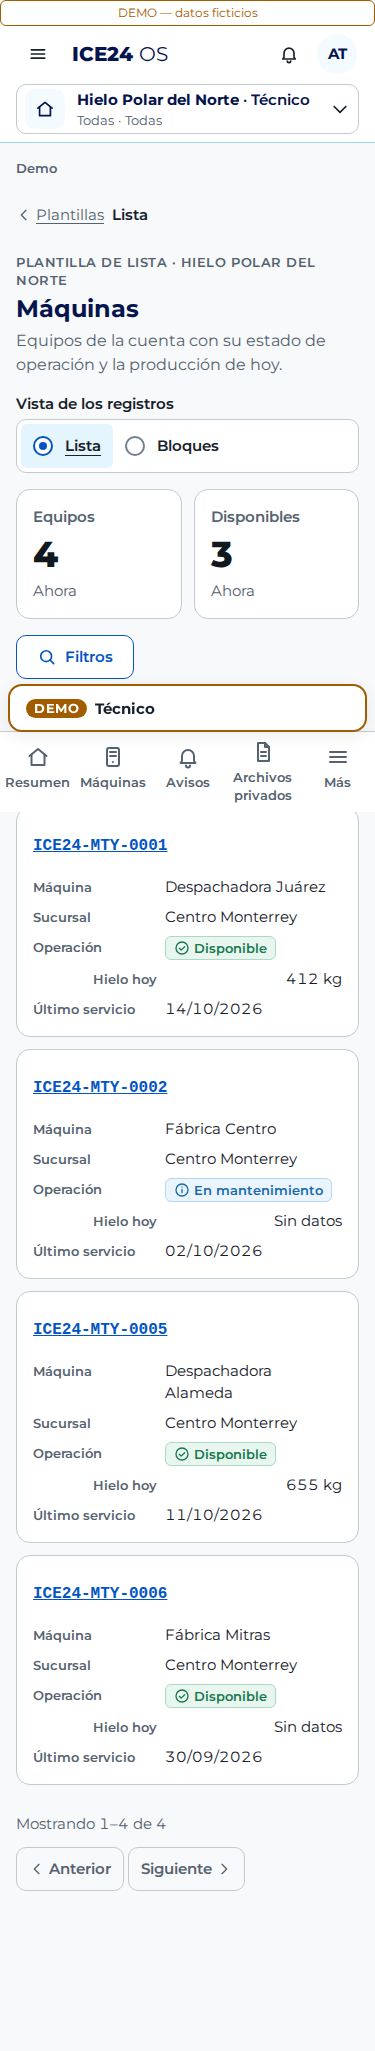 DEMO — datos ficticios
ICE24 OS
AT
Hielo Polar del Norte · Técnico
Todas · Todas
Demo
Plantillas Lista
PLANTILLA DE LISTA · HIELO POLAR DEL
NORTE
Máquinas
Equipos de la cuenta con su estado de
operación y la producción de hoy.
Vista de los registros
Lista Bloques
Equipos Disponibles
4 3
Ahora Ahora
Filtros
DEMO Técnico
Resumen Máquinas Avisos Archivos privados Más
ICE24-MTY-0001
Máquina Despachadora Juárez
Sucursal Centro Monterrey
Operación Disponible
Hielo hoy 412 kg
Último servicio 14/10/2026
ICE24-MTY-0002
Máquina Fábrica Centro
Sucursal Centro Monterrey
Operación En mantenimiento
Hielo hoy Sin datos
Último servicio 02/10/2026
ICE24-MTY-0005
Máquina Despachadora
Alameda
Sucursal Centro Monterrey
Operación Disponible
Hielo hoy 655 kg
Último servicio 11/10/2026
ICE24-MTY-0006
Máquina Fábrica Mitras
Sucursal Centro Monterrey
Operación Disponible
Hielo hoy Sin datos
Último servicio 30/09/2026
Mostrando 1–4 de 4
Anterior Siguiente